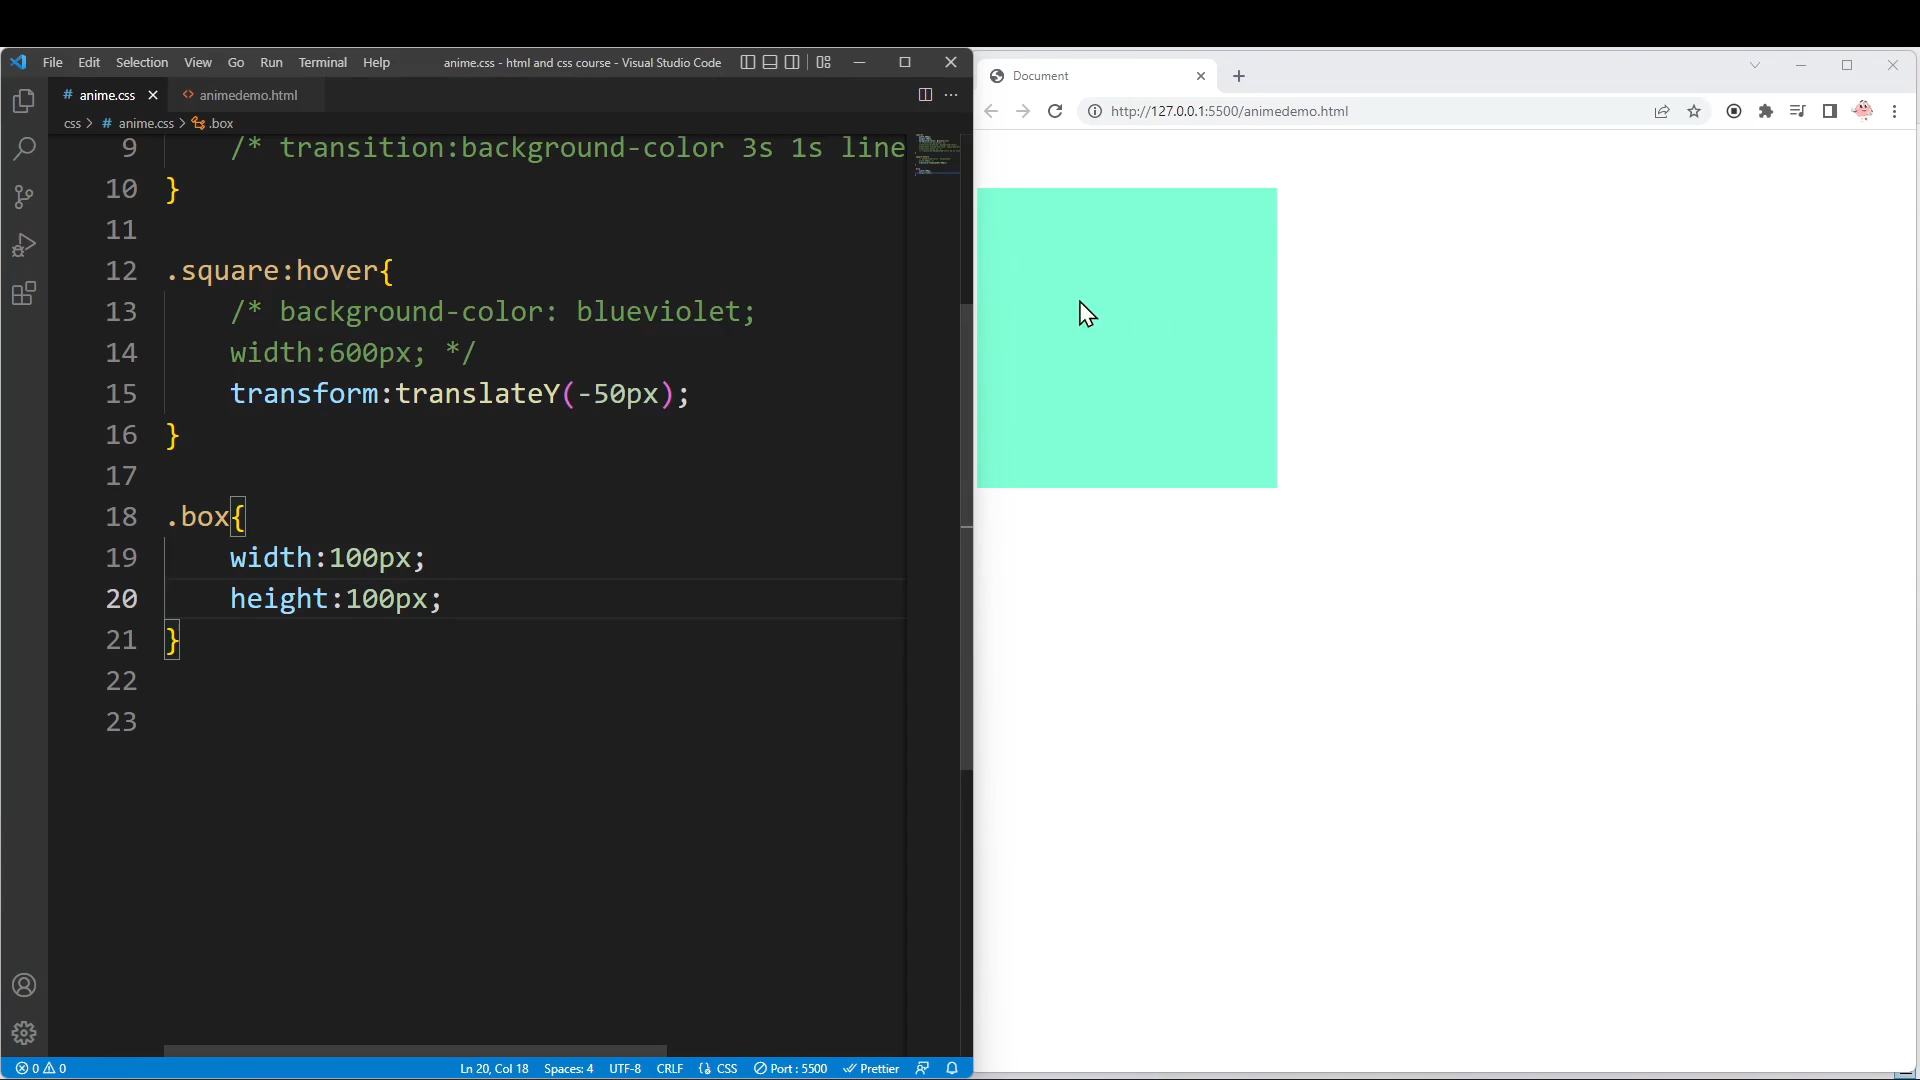 File Edit Selection View Go Run Terminal Help anime.css - html and css course - Visual Studio Code
# anime.css <> animedemo.html
css > # anime.css > .box
9 /* transition:background-color 3s 1s line
10 }
11
12 .square:hover{
13 /* background-color: blueviolet;
14 width:600px; */
15 transform:translateY(-50px);
16 }
17
18 .box{
19 width:100px;
20 height:100px;
21 }
22
23
0 0 Ln 20, Col 18 Spaces: 4 UTF-8 CRLF {} CSS Port : 5500 Prettier
Document
http://127.0.0.1:5500/animedemo.html